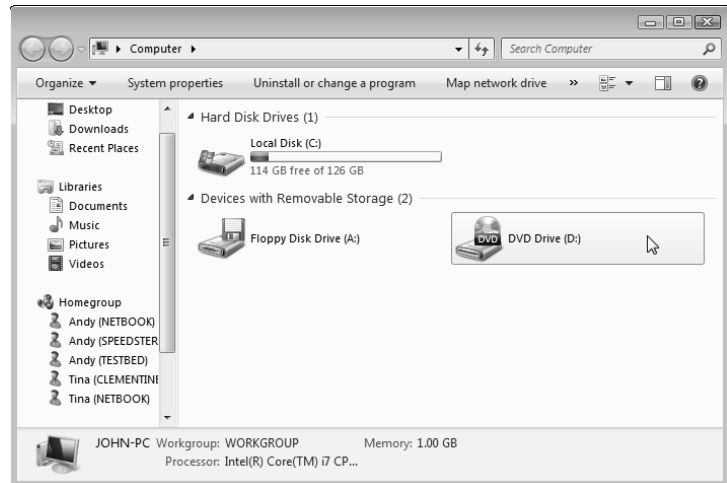 Computer
Search Computer
Organize System properties Uninstall or change a program Map network drive »
Desktop
Downloads
Recent Places
Libraries
Documents
Music
Pictures
Videos
Homegroup
Andy (NETBOOK)
Andy (SPEEDSTER
Andy (TESTBED)
Tina (CLEMENTINE
Tina (NETBOOK)
Hard Disk Drives (1)
Local Disk (C:)
114 GB free of 126 GB
Devices with Removable Storage (2)
Floppy Disk Drive (A:)
DVD
DVD Drive (D:)
JOHN-PC Workgroup: WORKGROUP Memory: 1.00 GB
Processor: Intel(R) Core(TM) i7 CP...